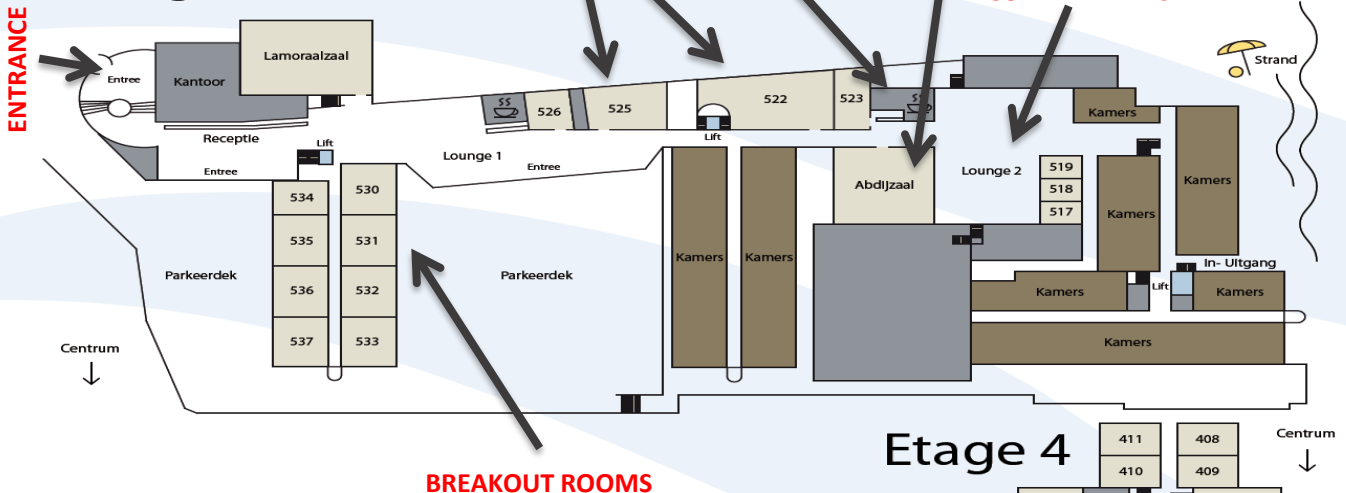 ENTRANCE
Entree
Kantoor
Lamoraalzaal
Receptie
Entree
Lift
Lounge 1
Entree
526
525
522
523
Lift
Abdijzaal
Lounge 2
519
518
517
Kamers
Kamers
Kamers
Strand
In- Uitgang
Lift
Kamers
Kamers
Kamers
Kamers
Kamers
534
535
536
537
530
531
532
533
Parkeerdek
Parkeerdek
Centrum
BREAKOUT ROOMS
Etage 4
411
410
408
409
Centrum